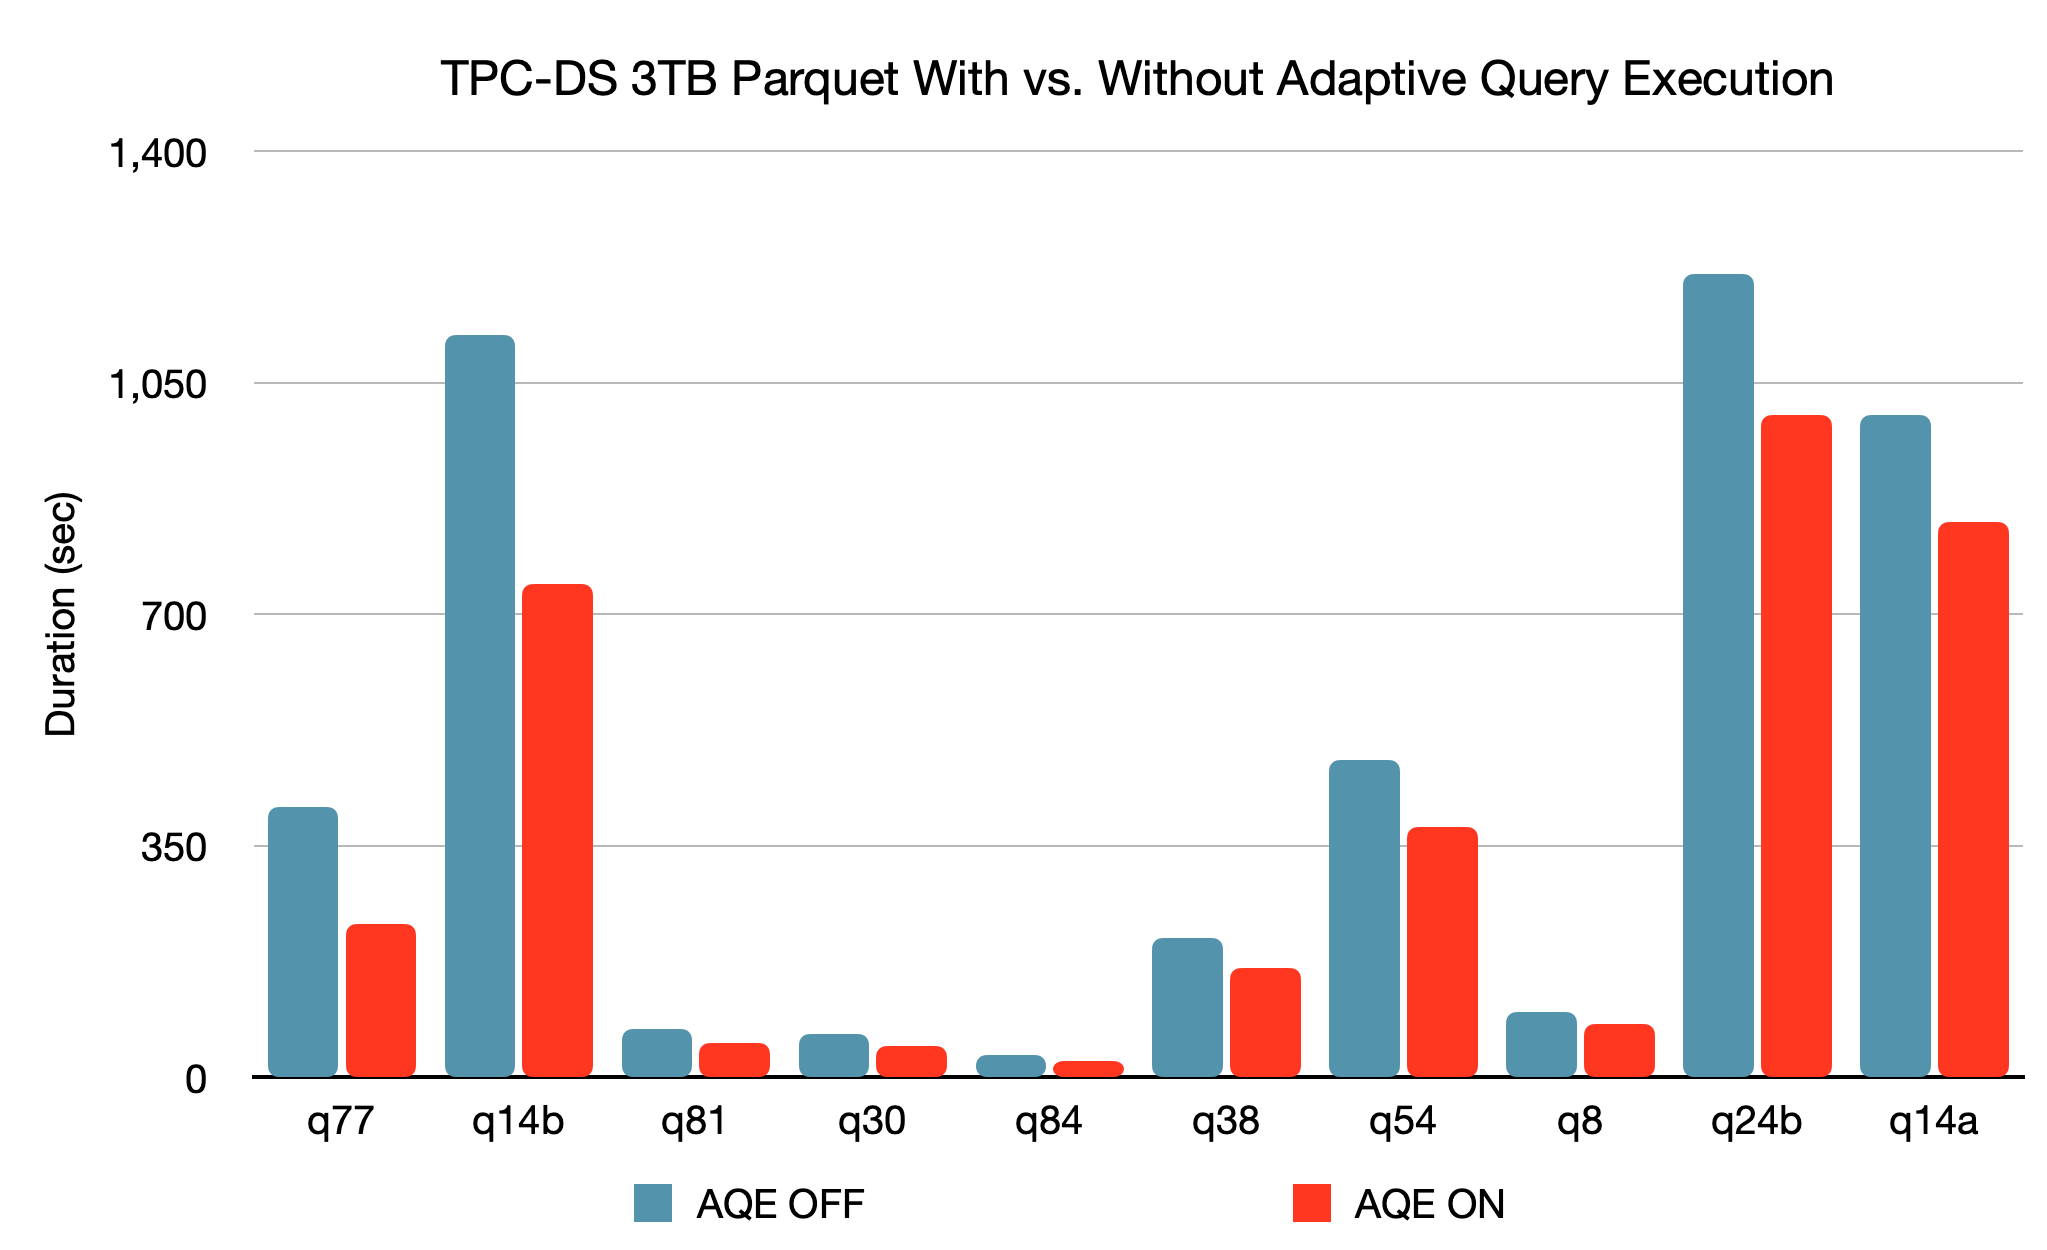 TPC-DS 3TB Parquet With vs. Without Adaptive Query Execution
1,400
1,050
700
350
0
Duration (sec)
q77 q14b q81 q30 q84 q38 q54 q8 q24b q14a
AQE OFF AQE ON